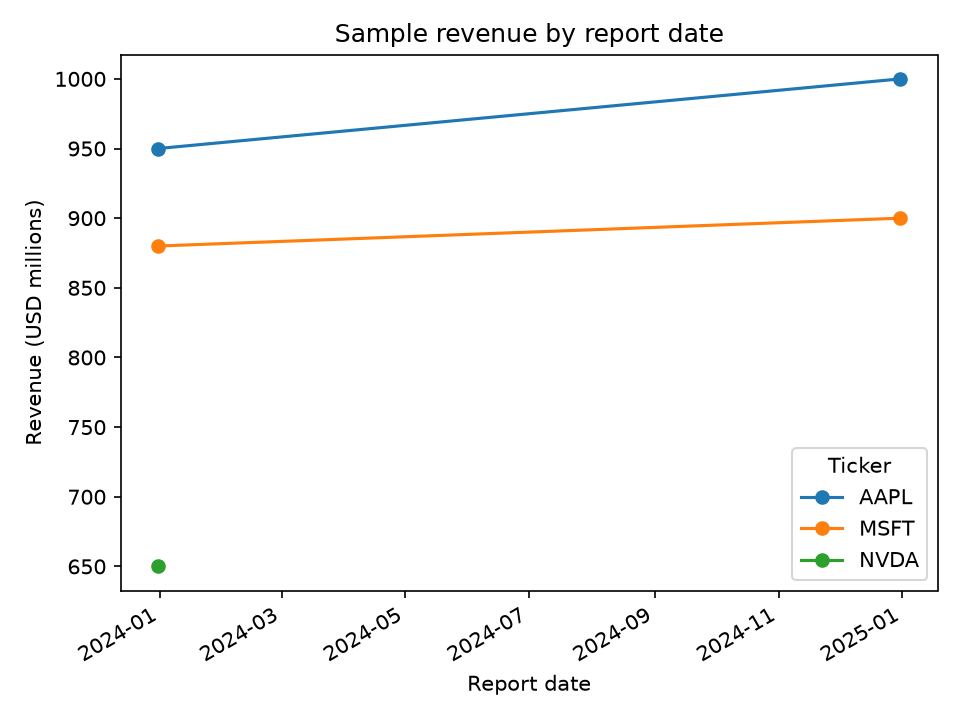 Sample revenue by report date
Revenue (USD millions)
1000
950
900
850
800
750
700
650
Ticker
AAPL
MSFT
NVDA
2024-01
2024-03
2024-05
2024-07
2024-09
2024-11
2025-01
Report date